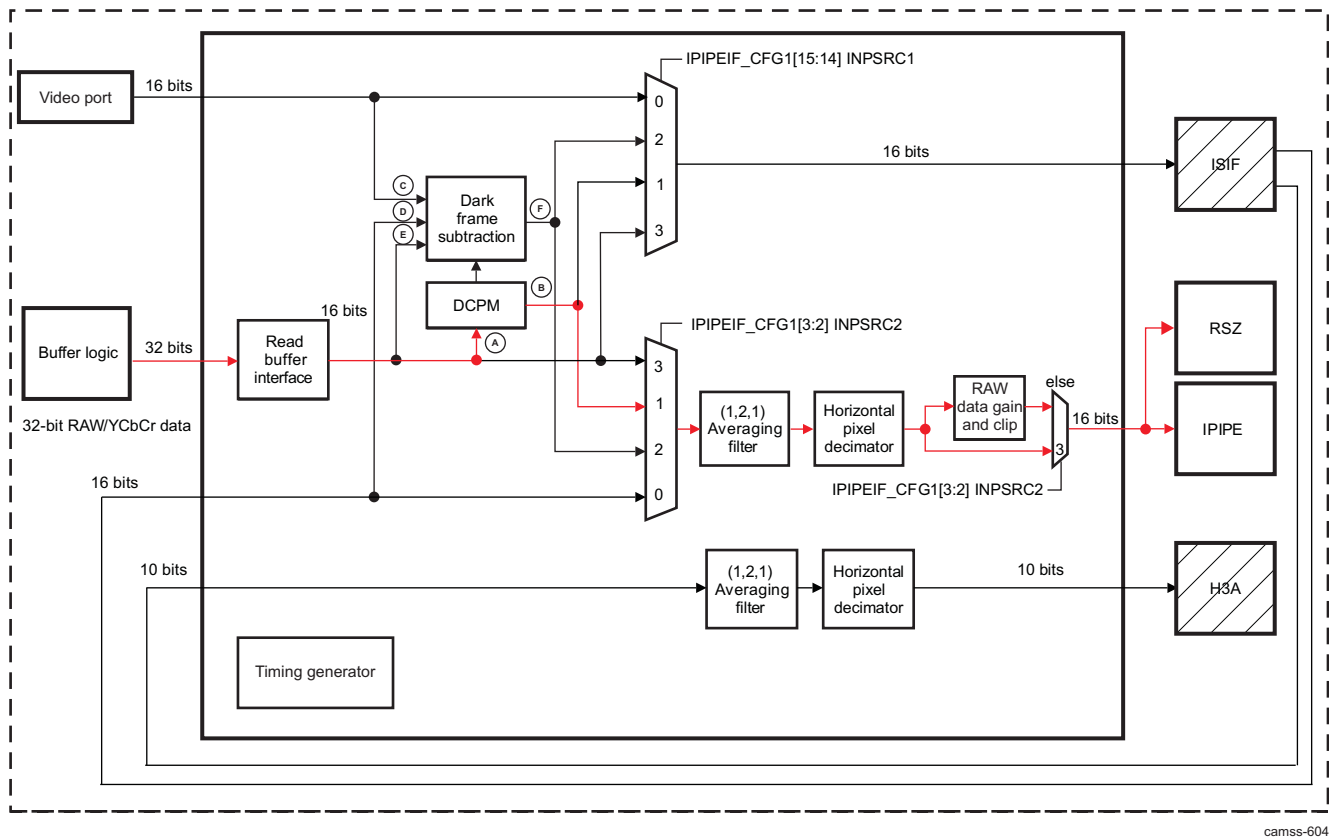 IPIPEIF_CFG1[15:14] INPSRC1
Video port
16 bits
0
2
1
3
16 bits
ISIF
C
D
E
Dark
frame
subtraction
F
DCPM
B
A
Buffer logic
32 bits
32-bit RAW/YCbCr data
Read
buffer
interface
16 bits
IPIPEIF_CFG1[3:2] INPSRC2
3
1
2
0
(1,2,1)
Averaging
filter
Horizontal
pixel
decimator
RAW
data gain
and clip
else
3
16 bits
IPIPEIF_CFG1[3:2] INPSRC2
RSZ
IPIPE
16 bits
10 bits
(1,2,1)
Averaging
filter
Horizontal
pixel
decimator
10 bits
H3A
Timing generator
camss-604